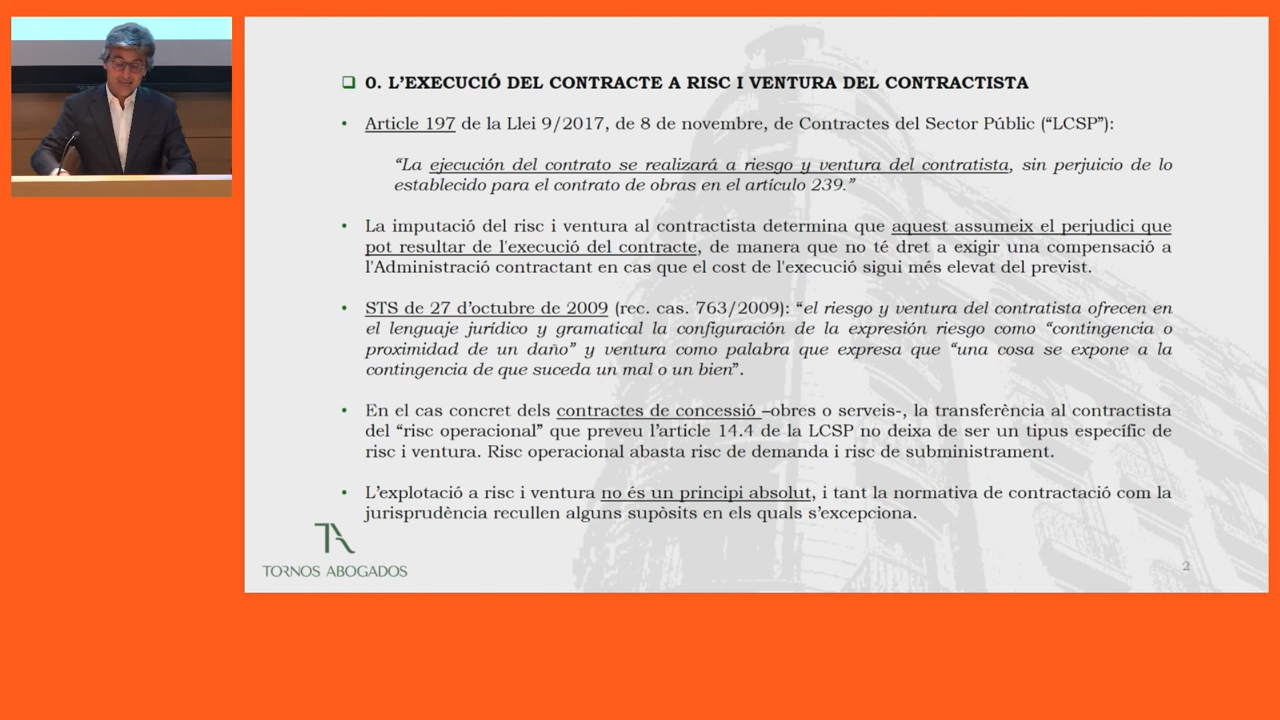 0. L’EXECUCIÓ DEL CONTRACTE A RISC I VENTURA DEL CONTRACTISTA
• Article 197 de la Llei 9/2017, de 8 de novembre, de Contractes del Sector Públic (“LCSP”):
“La ejecución del contrato se realizará a riesgo y ventura del contratista, sin perjuicio de lo
establecido para el contrato de obras en el artículo 239.”
• La imputació del risc i ventura al contractista determina que aquest assumeix el perjudici que
pot resultar de l'execució del contracte, de manera que no té dret a exigir una compensació a
l'Administració contractant en cas que el cost de l'execució sigui més elevat del previst.
• STS de 27 d’octubre de 2009 (rec. cas. 763/2009): “el riesgo y ventura del contratista ofrecen en
el lenguaje jurídico y gramatical la configuración de la expresión riesgo como “contingencia o
proximidad de un daño” y ventura como palabra que expresa que “una cosa se expone a la
contingencia de que suceda un mal o un bien”.
• En el cas concret dels contractes de concessió –obres o serveis-, la transferència al contractista
del “risc operacional” que preveu l’article 14.4 de la LCSP no deixa de ser un tipus específic de
risc i ventura. Risc operacional abasta risc de demanda i risc de subministrament.
• L’explotació a risc i ventura no és un principi absolut, i tant la normativa de contractació com la
jurisprudència recullen alguns supòsits en els quals s’excepciona.
TA
TORNOS ABOGADOS
2